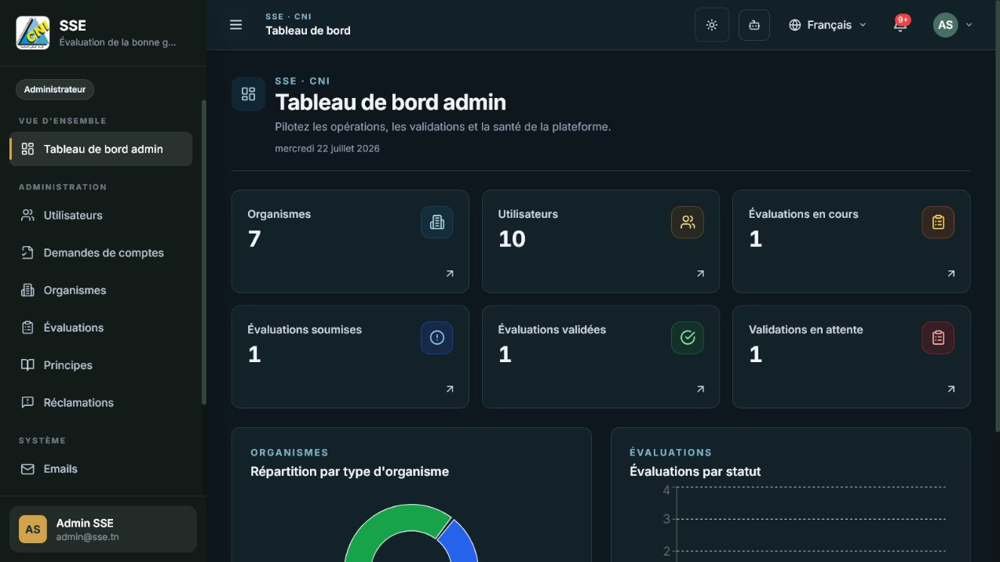 CNI
SSE
Évaluation de la bonne g...
Administrateur
VUE D'ENSEMBLE
Tableau de bord admin
ADMINISTRATION
Utilisateurs
Demandes de comptes
Organismes
Évaluations
Principes
Réclamations
SYSTÈME
Emails
AS
Admin SSE
admin@sse.tn
SSE · CNI
Tableau de bord
Français
9+
AS
SSE · CNI
Tableau de bord admin
Pilotez les opérations, les validations et la santé de la plateforme.
mercredi 22 juillet 2026
Organismes
7
Utilisateurs
10
Évaluations en cours
1
Évaluations soumises
1
Évaluations validées
1
Validations en attente
1
ORGANISMES
Répartition par type d'organisme
ÉVALUATIONS
Évaluations par statut
4
3
2